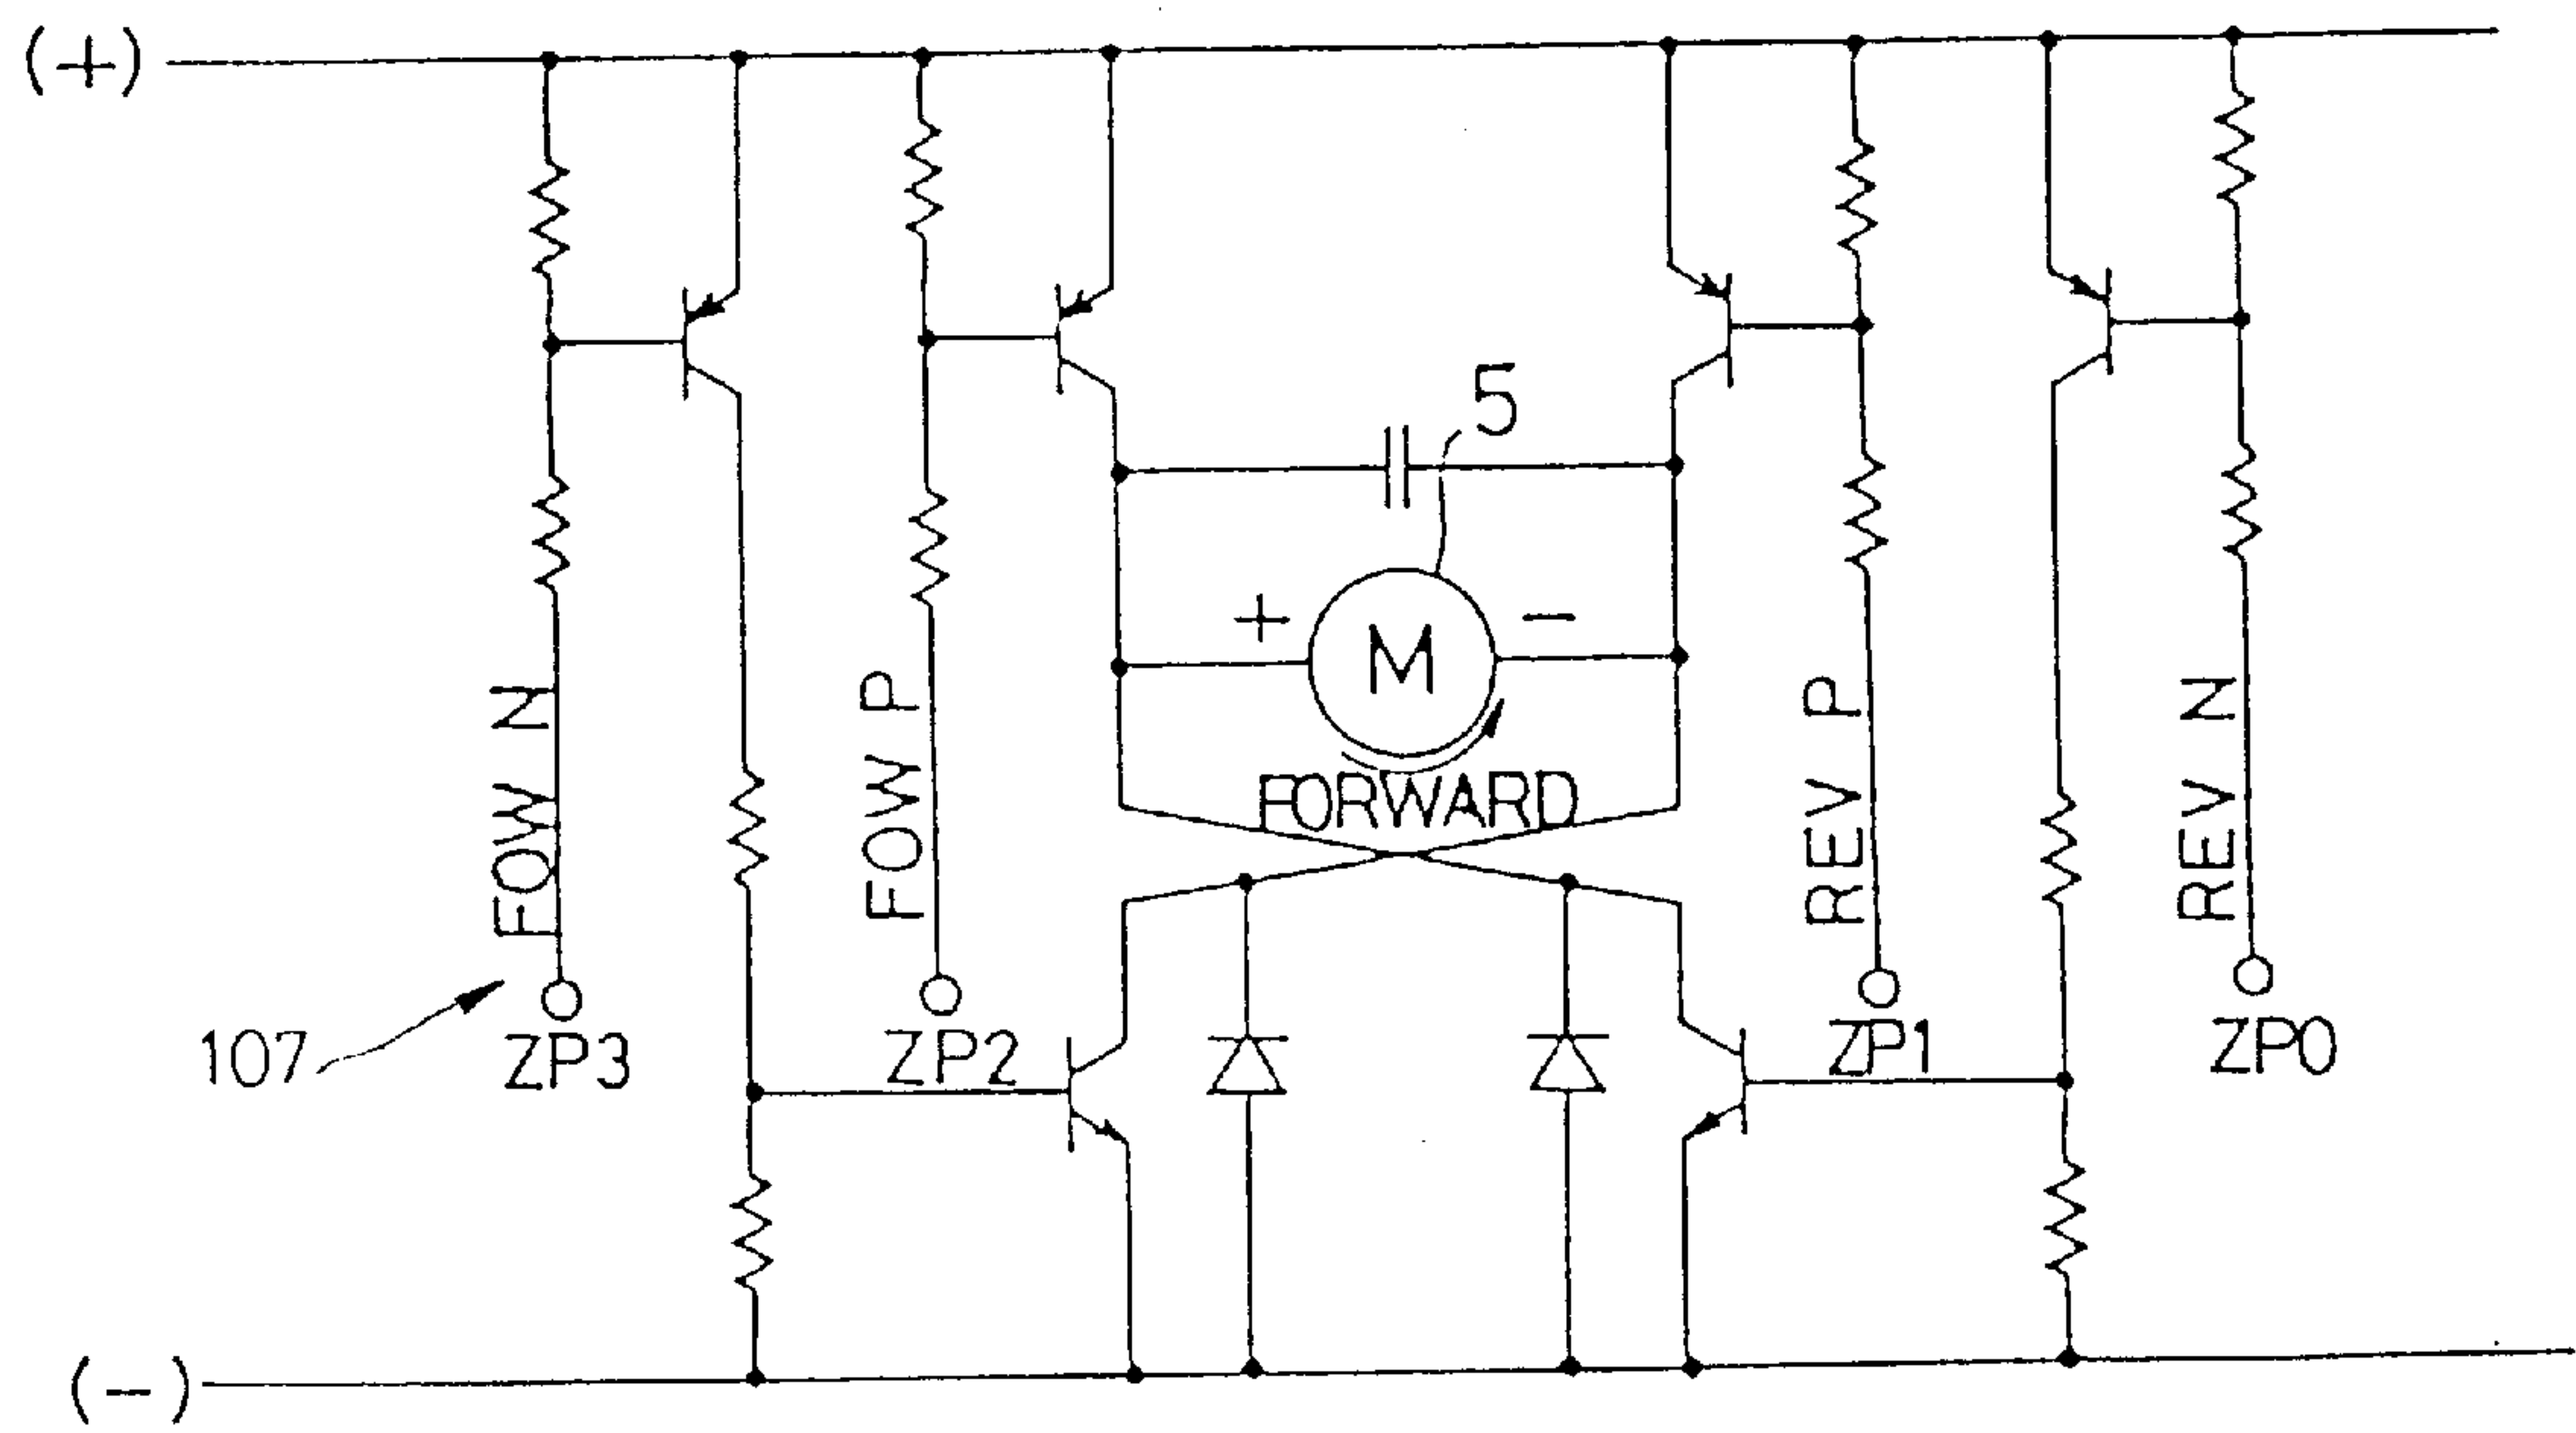 (+)
5
+
−
M
FORWARD
FOW N
FOW P
REV P
REV N
107
ZP3
ZP2
ZP1
ZP0
(−)